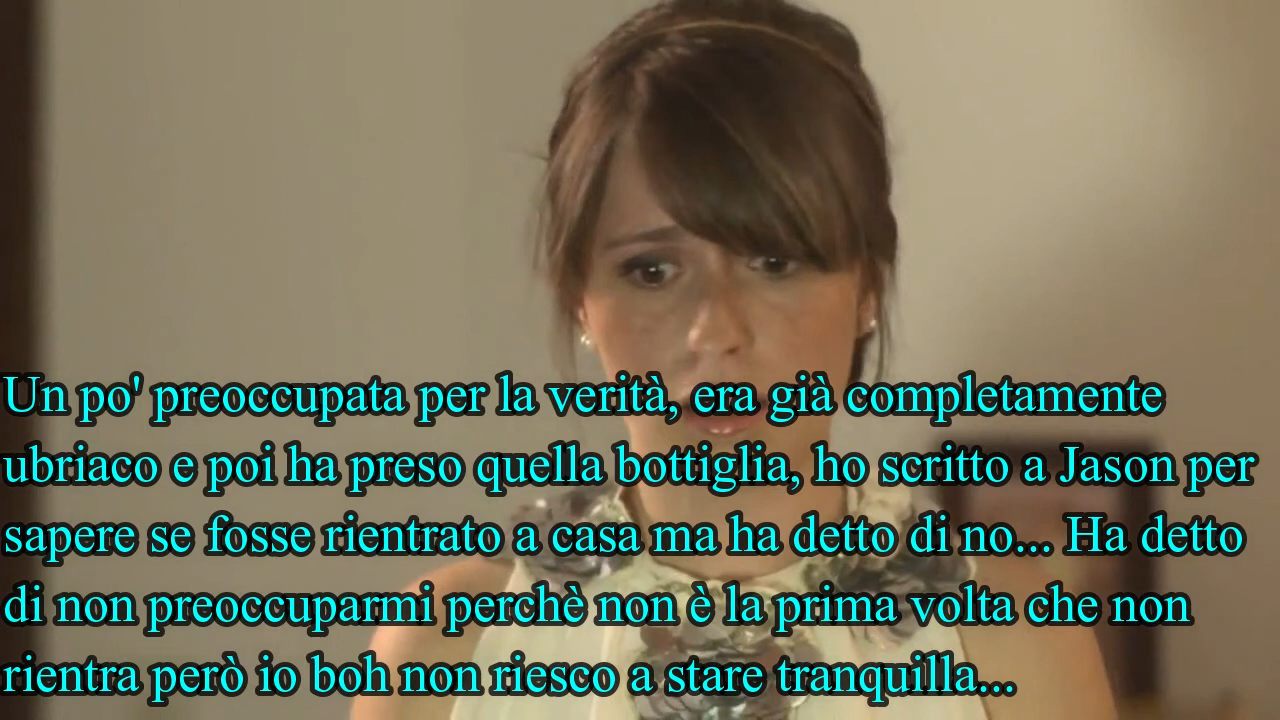 Un po' preoccupata per la verità, era già completamente
ubriaco e poi ha preso quella bottiglia, ho scritto a Jason per
sapere se fosse rientrato a casa ma ha detto di no... Ha detto
di non preoccuparmi perchè non è la prima volta che non
rientra però io boh non riesco a stare tranquilla...